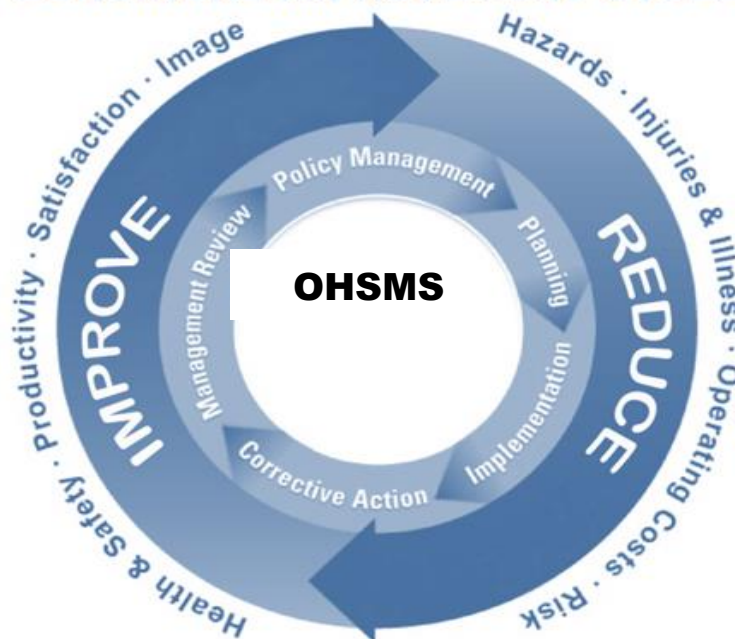 Health & Safety · Productivity · Satisfaction · Image
Hazards · Injuries & Illness · Operating Costs · Risk
IMPROVE
REDUCE
Policy Management
Planning
Implementation
Corrective Action
Management Review
OHSMS